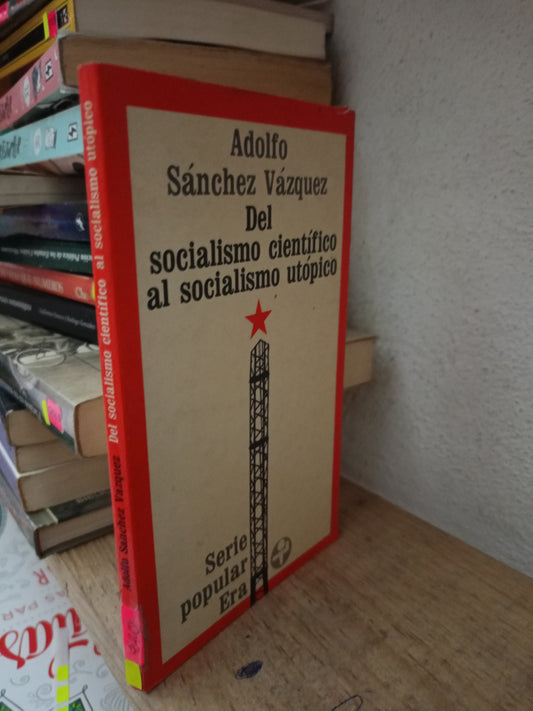 Adolfo
Sánchez Vázquez
Del
socialismo científico
al socialismo utópico
Serie
popular
Era
Adolfo Sánchez Vázquez Del socialismo científico al socialismo utópico